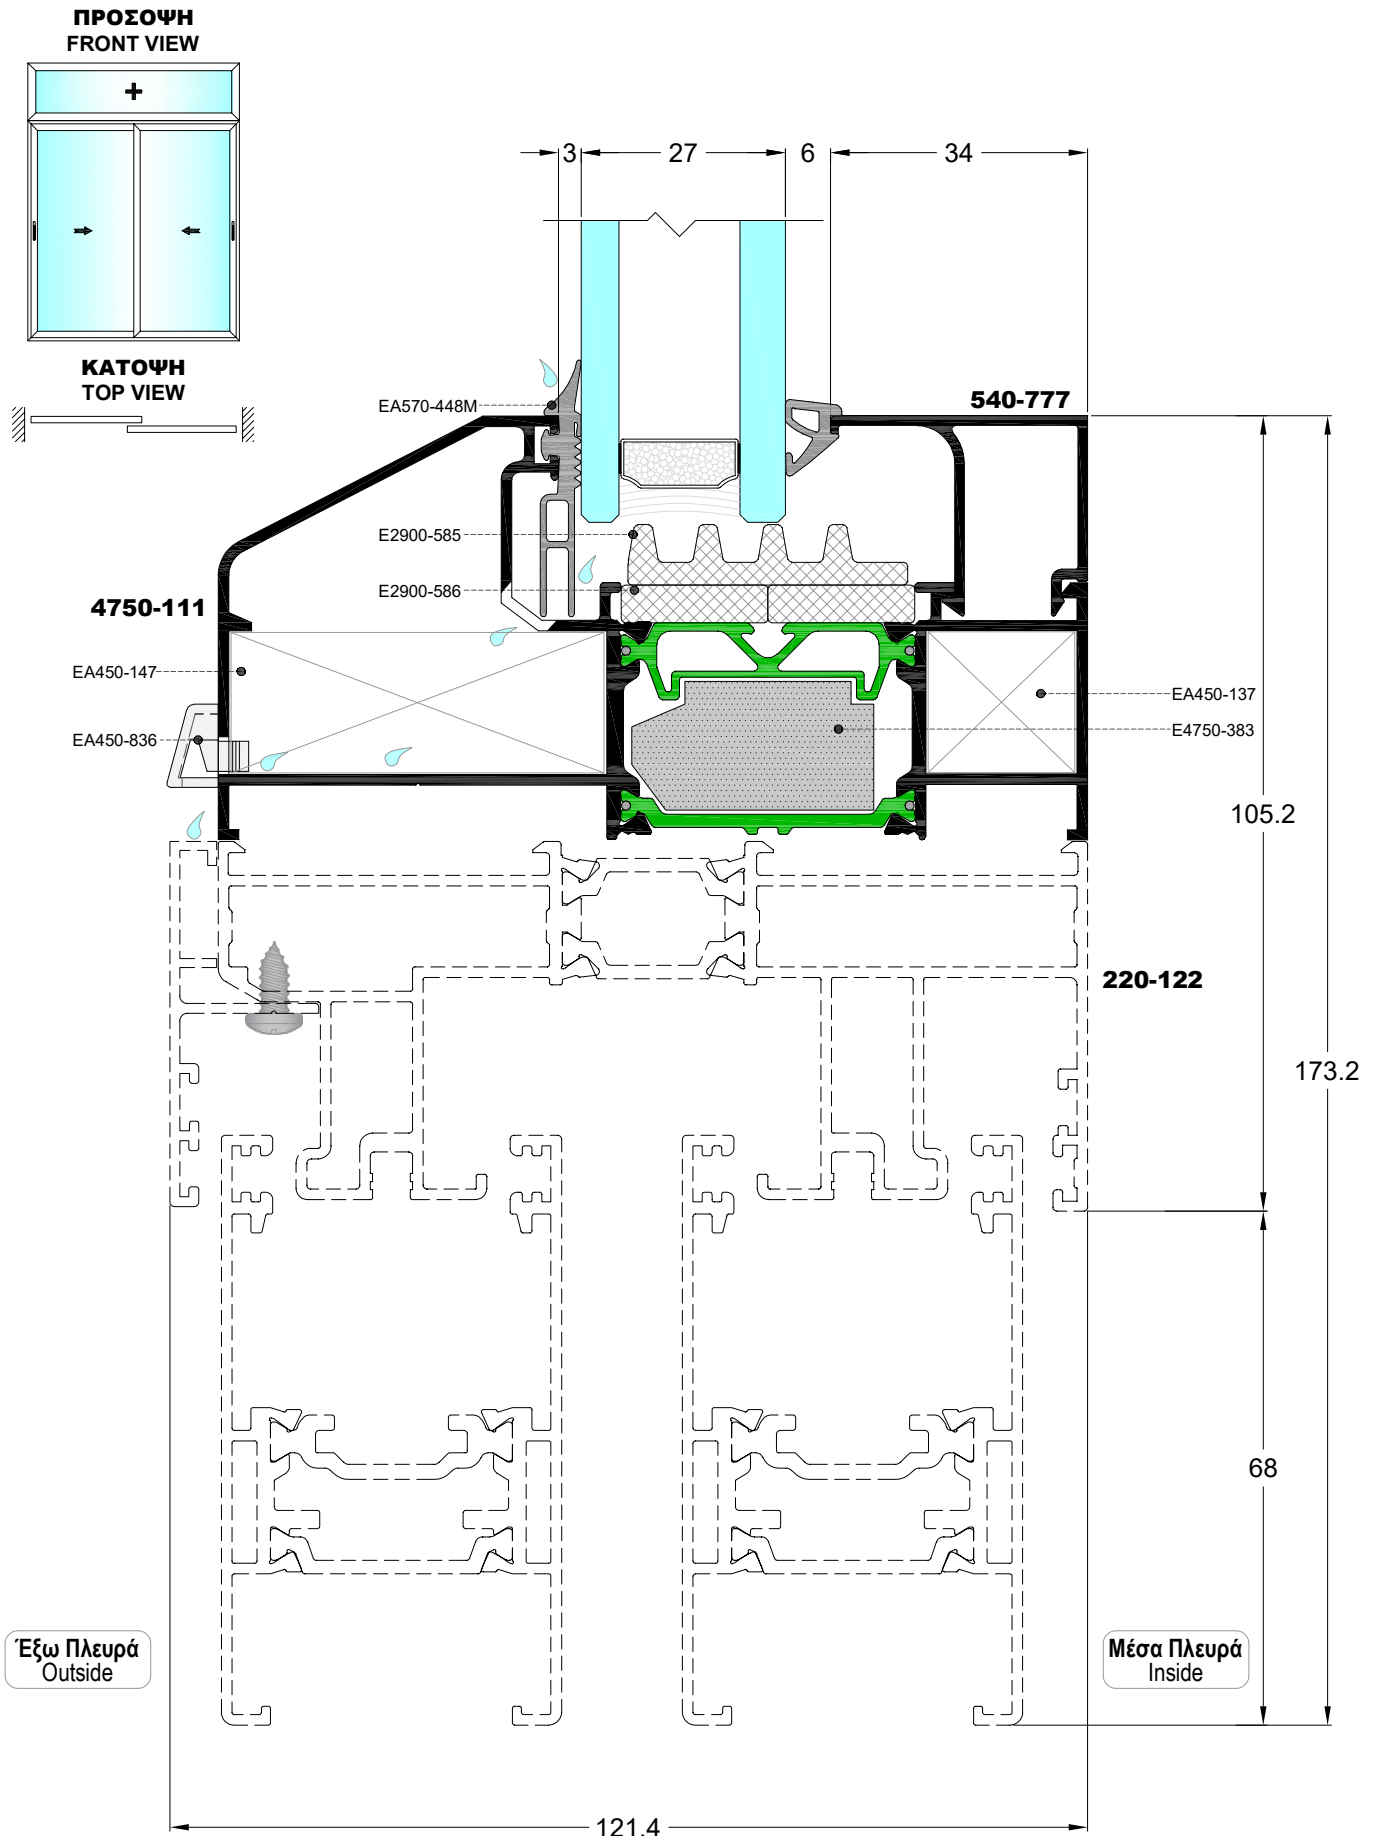 ΠΡΟΣΟΨΗ
FRONT VIEW
ΚΑΤΟΨΗ
TOP VIEW
3
27
6
34
EA570-448M
540-777
E2900-585
E2900-586
4750-111
EA450-147
EA450-137
EA450-836
E4750-383
105.2
220-122
173.2
68
Έξω Πλευρά
Outside
Μέσα Πλευρά
Inside
121.4